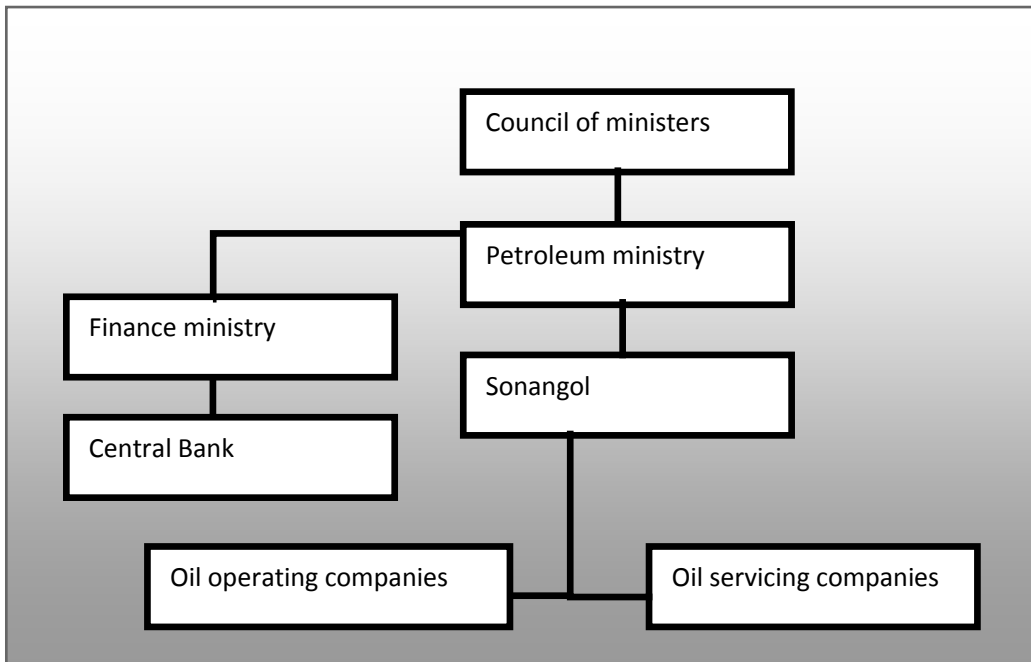 Council of ministers
Petroleum ministry
Finance ministry
Sonangol
Central Bank
Oil operating companies
Oil servicing companies